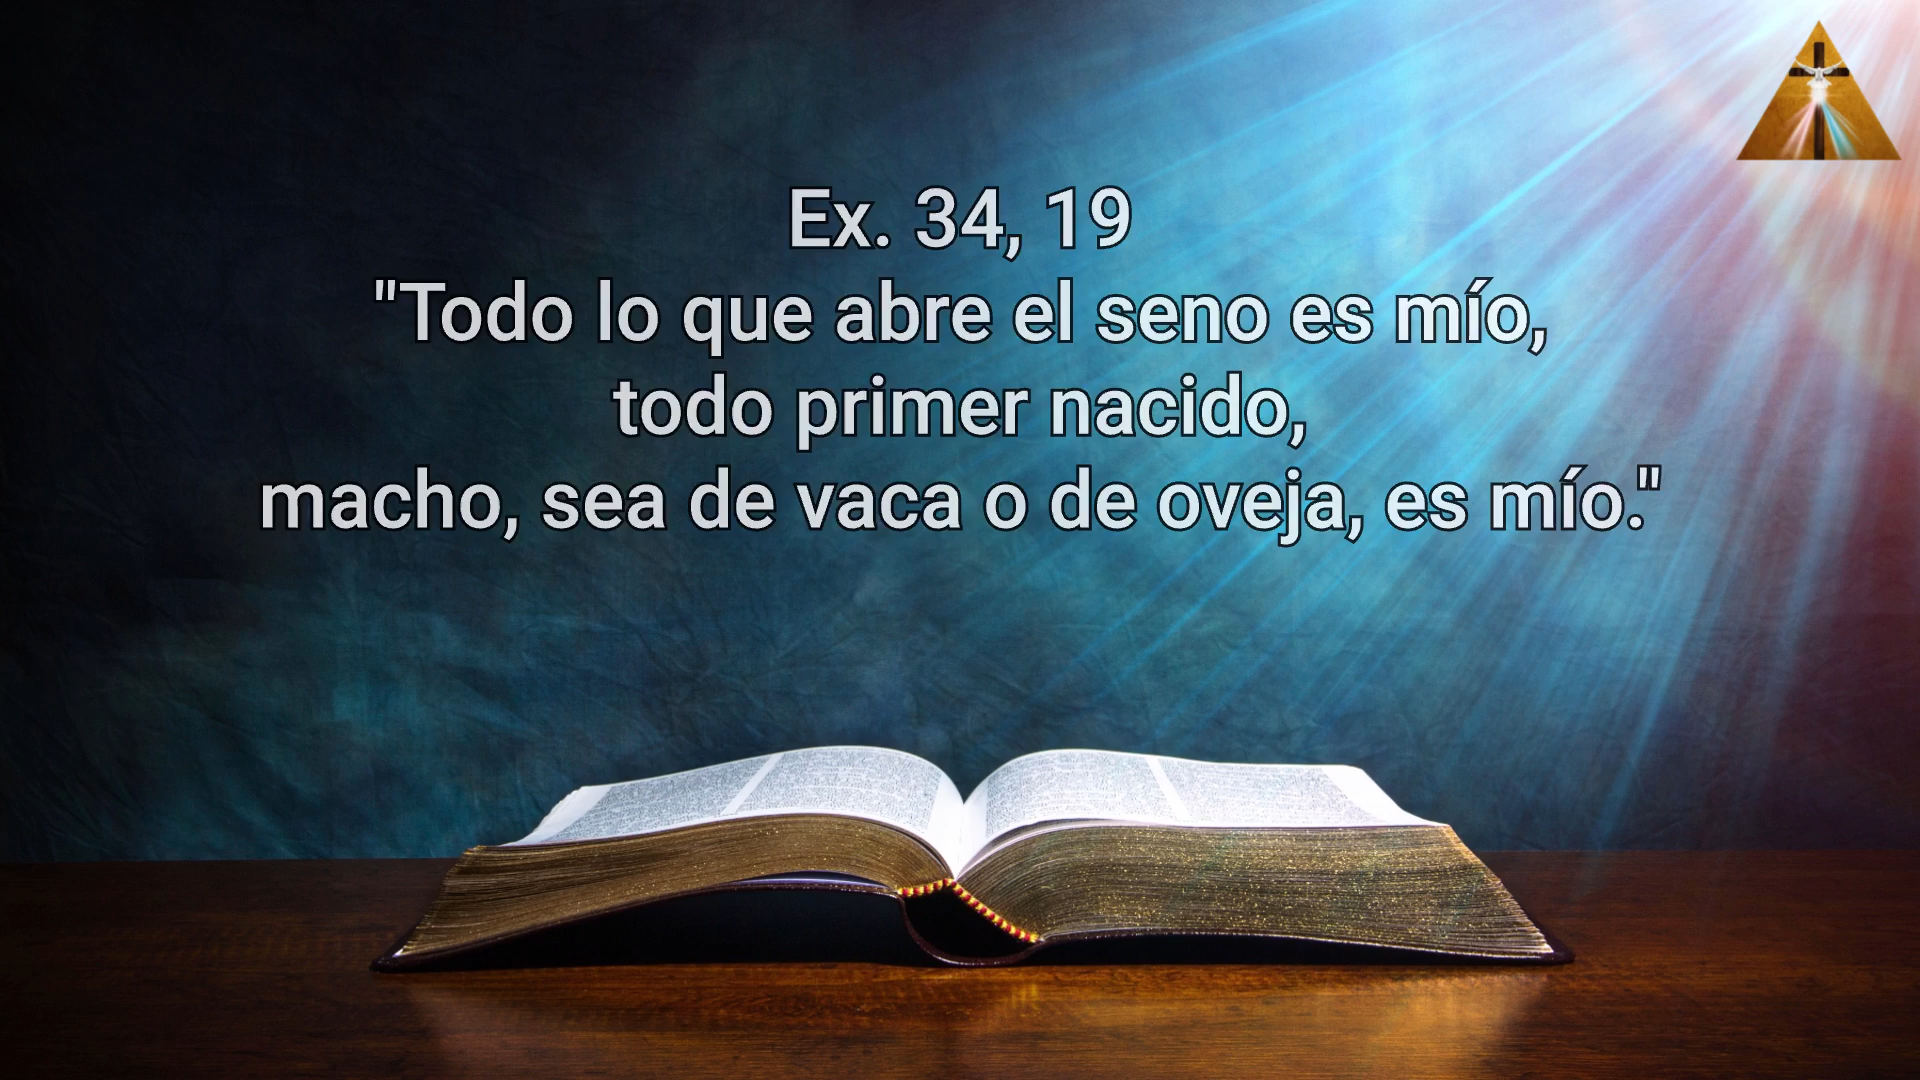 Ex. 34, 19
"Todo lo que abre el seno es mío,
todo primer nacido,
macho, sea de vaca o de oveja, es mío."